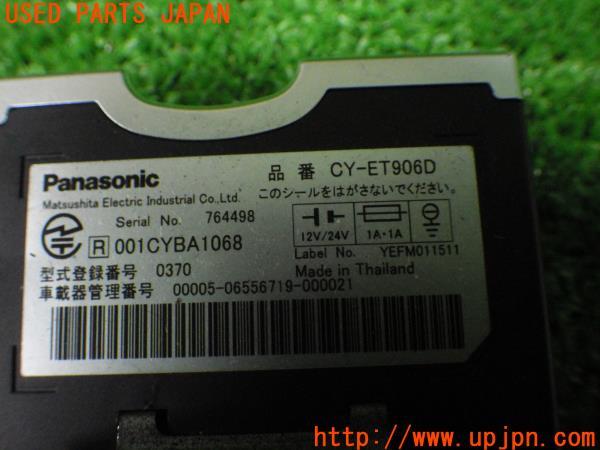 USED PARTS JAPAN
品番 CY-ET906D
Panasonic
このシールをはがさないでください。
Matsushita Electric Industrial Co.,Ltd.
Serial No. 764498
R 001CYBA1068
12V/24V
1A・1A
Label No. YEFM011511
型式登録番号 0370
Made in Thailand
車載器管理番号 00005-06556719-000021
UPJ
http://www.upjpn.com